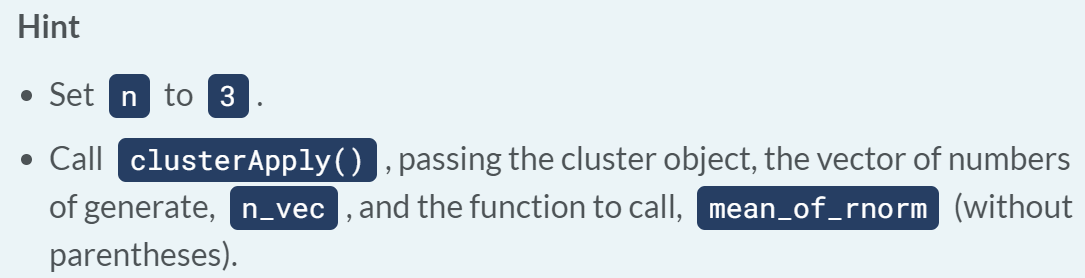 Hint
• Set n to 3 .
• Call clusterApply() , passing the cluster object, the vector of numbers
of generate, n_vec , and the function to call, mean_of_rnorm (without
parentheses).